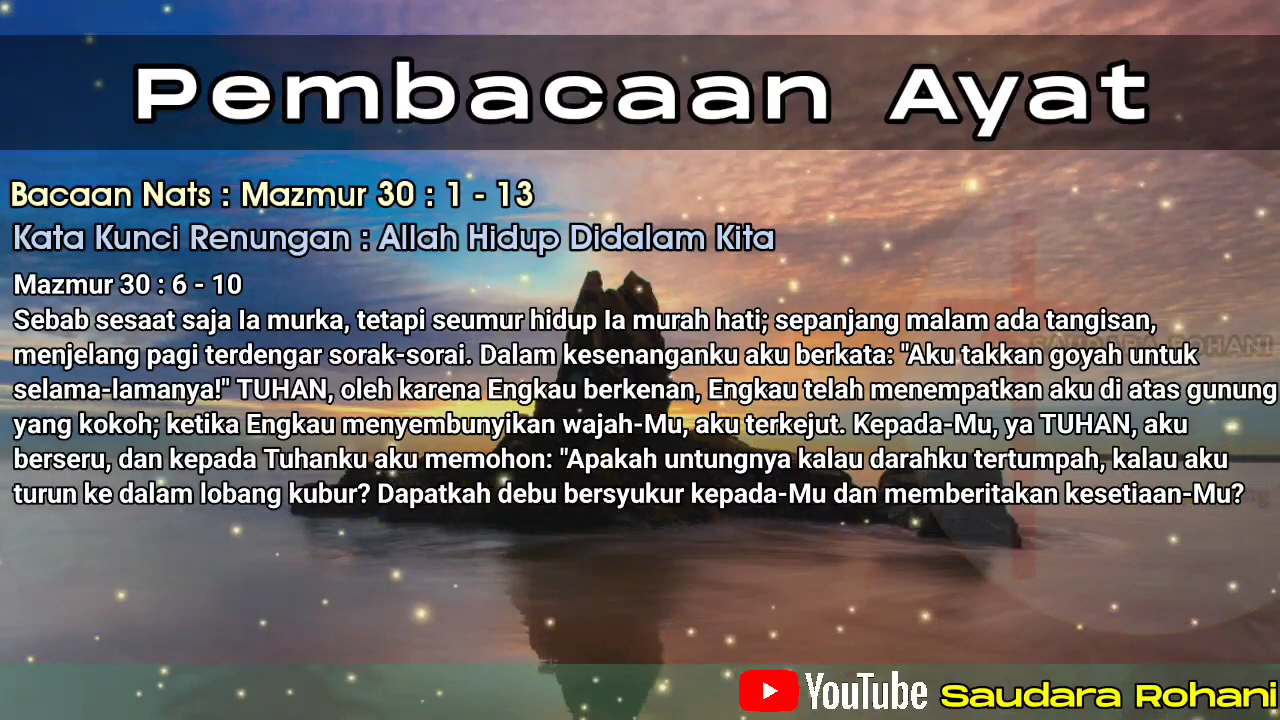 Pembacaan Ayat
Bacaan Nats : Mazmur 30 : 1 - 13
Kata Kunci Renungan : Allah Hidup Didalam Kita
Mazmur 30 : 6 - 10
Sebab sesaat saja Ia murka, tetapi seumur hidup Ia murah hati; sepanjang malam ada tangisan,
menjelang pagi terdengar sorak-sorai. Dalam kesenanganku aku berkata: "Aku takkan goyah untuk
selama-lamanya!" TUHAN, oleh karena Engkau berkenan, Engkau telah menempatkan aku di atas gunung
yang kokoh; ketika Engkau menyembunyikan wajah-Mu, aku terkejut. Kepada-Mu, ya TUHAN, aku
berseru, dan kepada Tuhanku aku memohon: "Apakah untungnya kalau darahku tertumpah, kalau aku
turun ke dalam lobang kubur? Dapatkah debu bersyukur kepada-Mu dan memberitakan kesetiaan-Mu?
SAUDARA ROHANI
YouTube Saudara Rohani